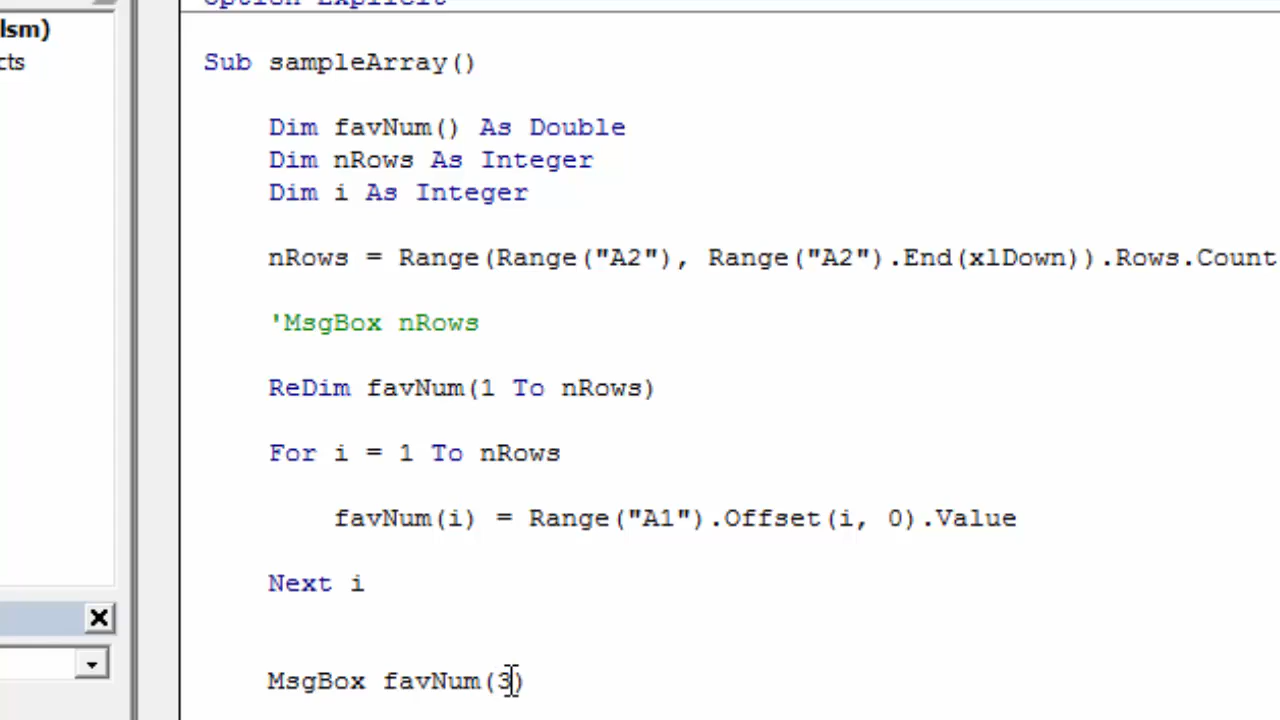 Option Explicit
lsm)
cts
Sub sampleArray()
Dim favNum() As Double
Dim nRows As Integer
Dim i As Integer
nRows = Range(Range("A2"), Range("A2").End(xlDown)).Rows.Count
'MsgBox nRows
ReDim favNum(1 To nRows)
For i = 1 To nRows
favNum(i) = Range("A1").Offset(i, 0).Value
Next i
MsgBox favNum(3)